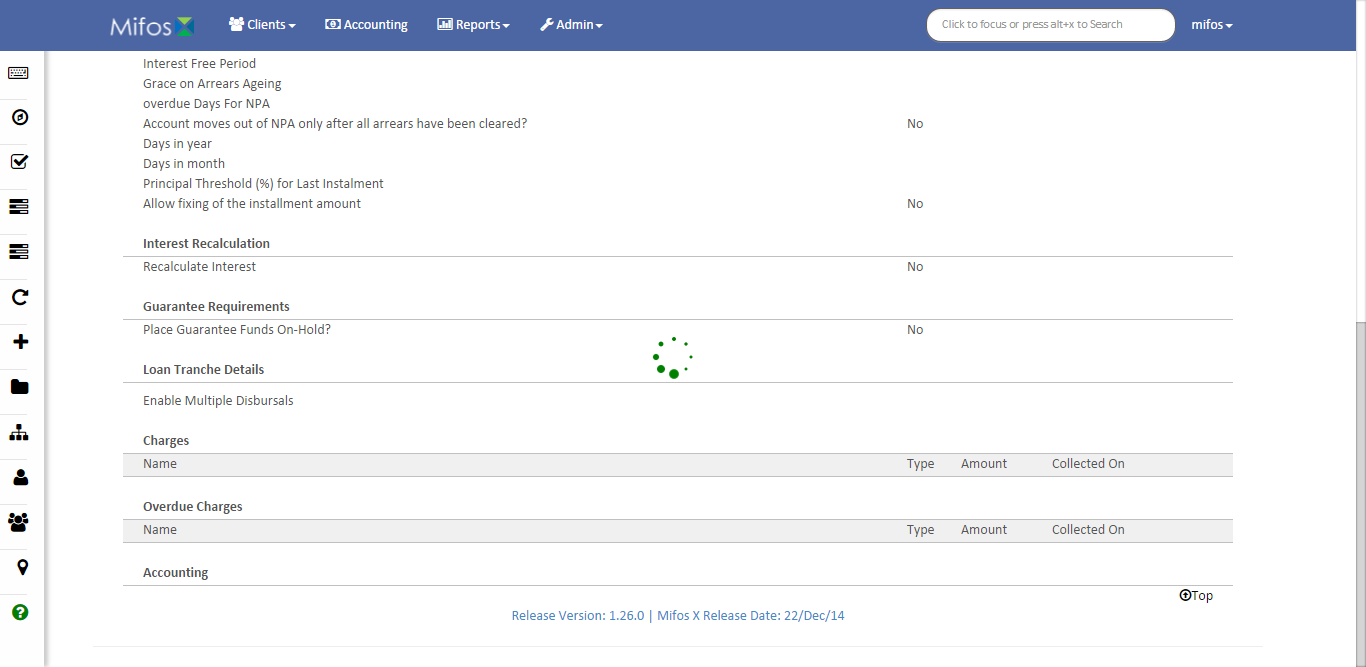 Mifos Clients Accounting Reports Admin Click to focus or press alt+x to Search mifos
Interest Free Period
Grace on Arrears Ageing
overdue Days For NPA
Account moves out of NPA only after all arrears have been cleared? No
Days in year
Days in month
Principal Threshold (%) for Last Instalment
Allow fixing of the installment amount No
Interest Recalculation
Recalculate Interest No
Guarantee Requirements
Place Guarantee Funds On-Hold? No
Loan Tranche Details
Enable Multiple Disbursals
Charges
Name Type Amount Collected On
Overdue Charges
Name Type Amount Collected On
Accounting
Top
Release Version: 1.26.0 | Mifos X Release Date: 22/Dec/14